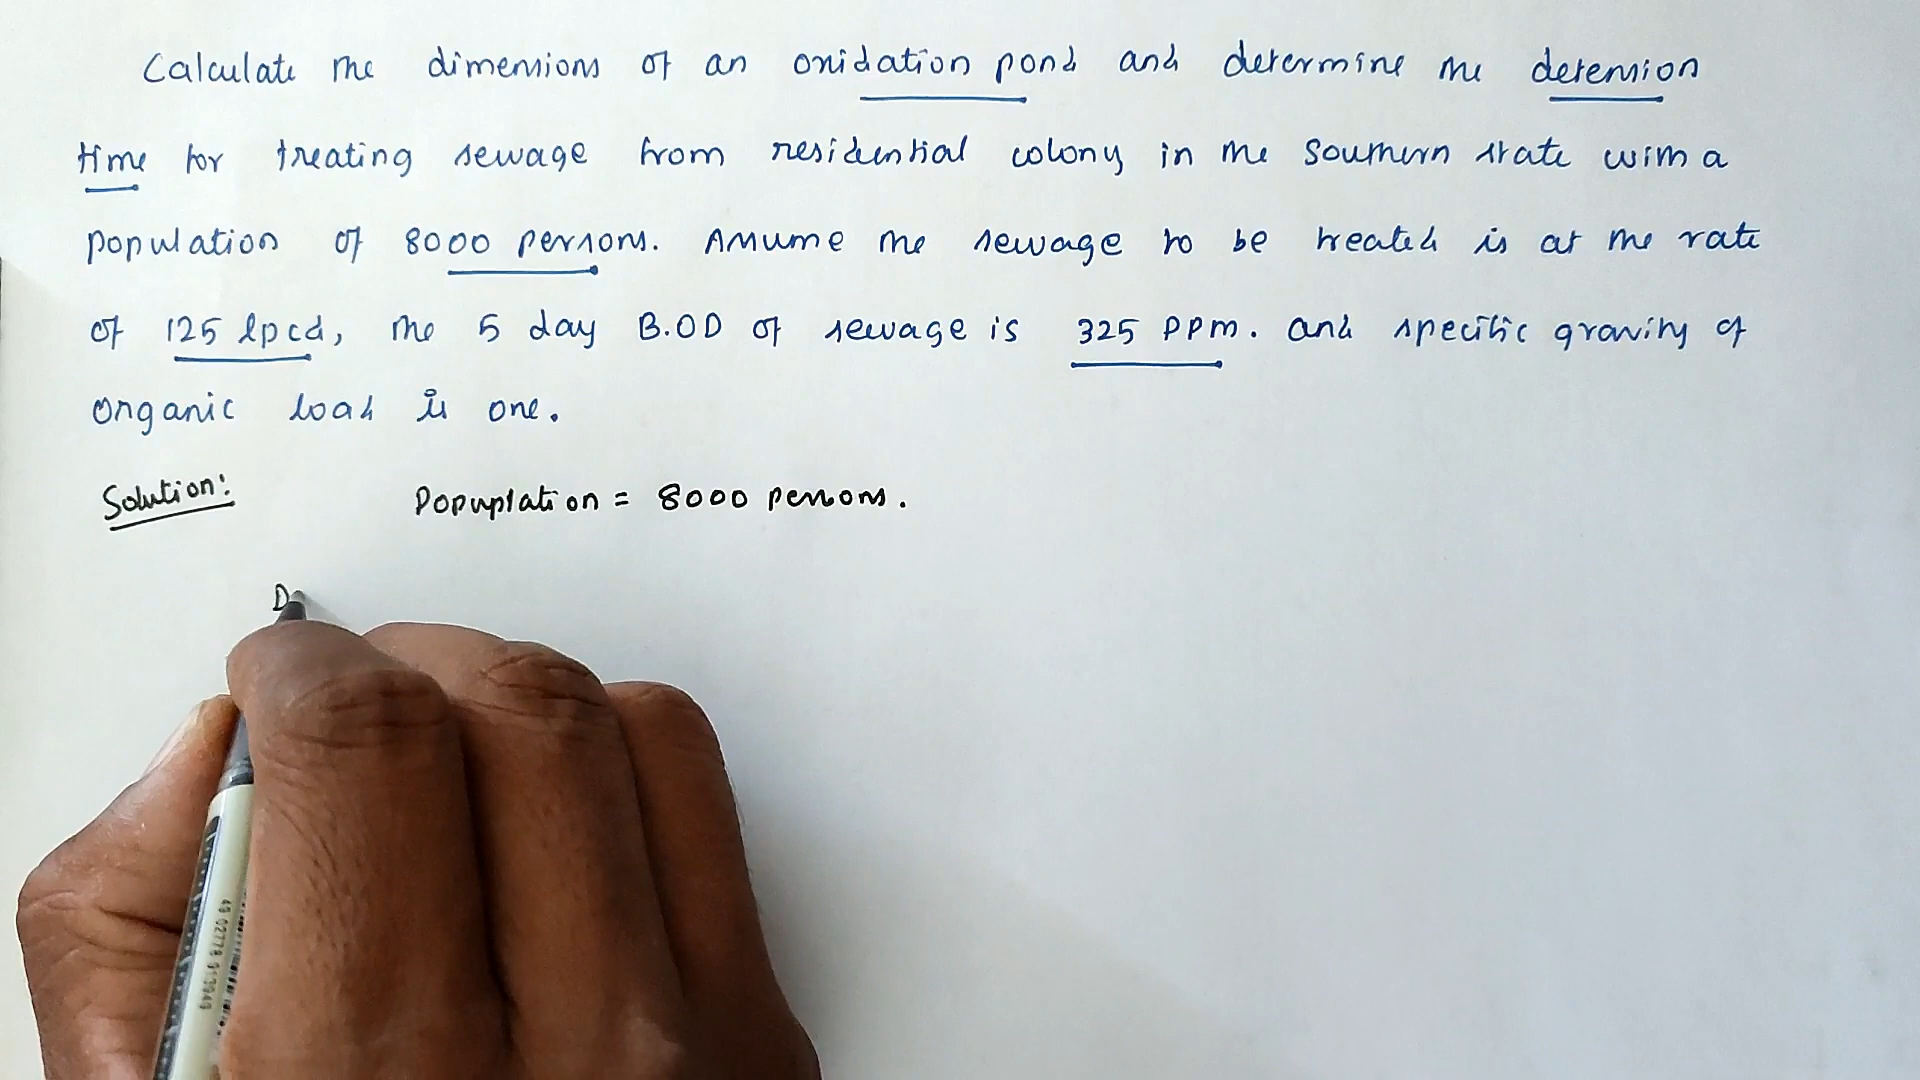 Calculate the dimensions of an oxidation pond and determine the detension
time for treating sewage from residential colony in the southern state with a
population of 8000 persons. Assume the sewage to be treated is at the rate
of 125 lpcd, the 5 day B.OD of sewage is 325 PPm. and specific gravity of
organic load is one.
Solution: Popuplation = 8000 persons.
D